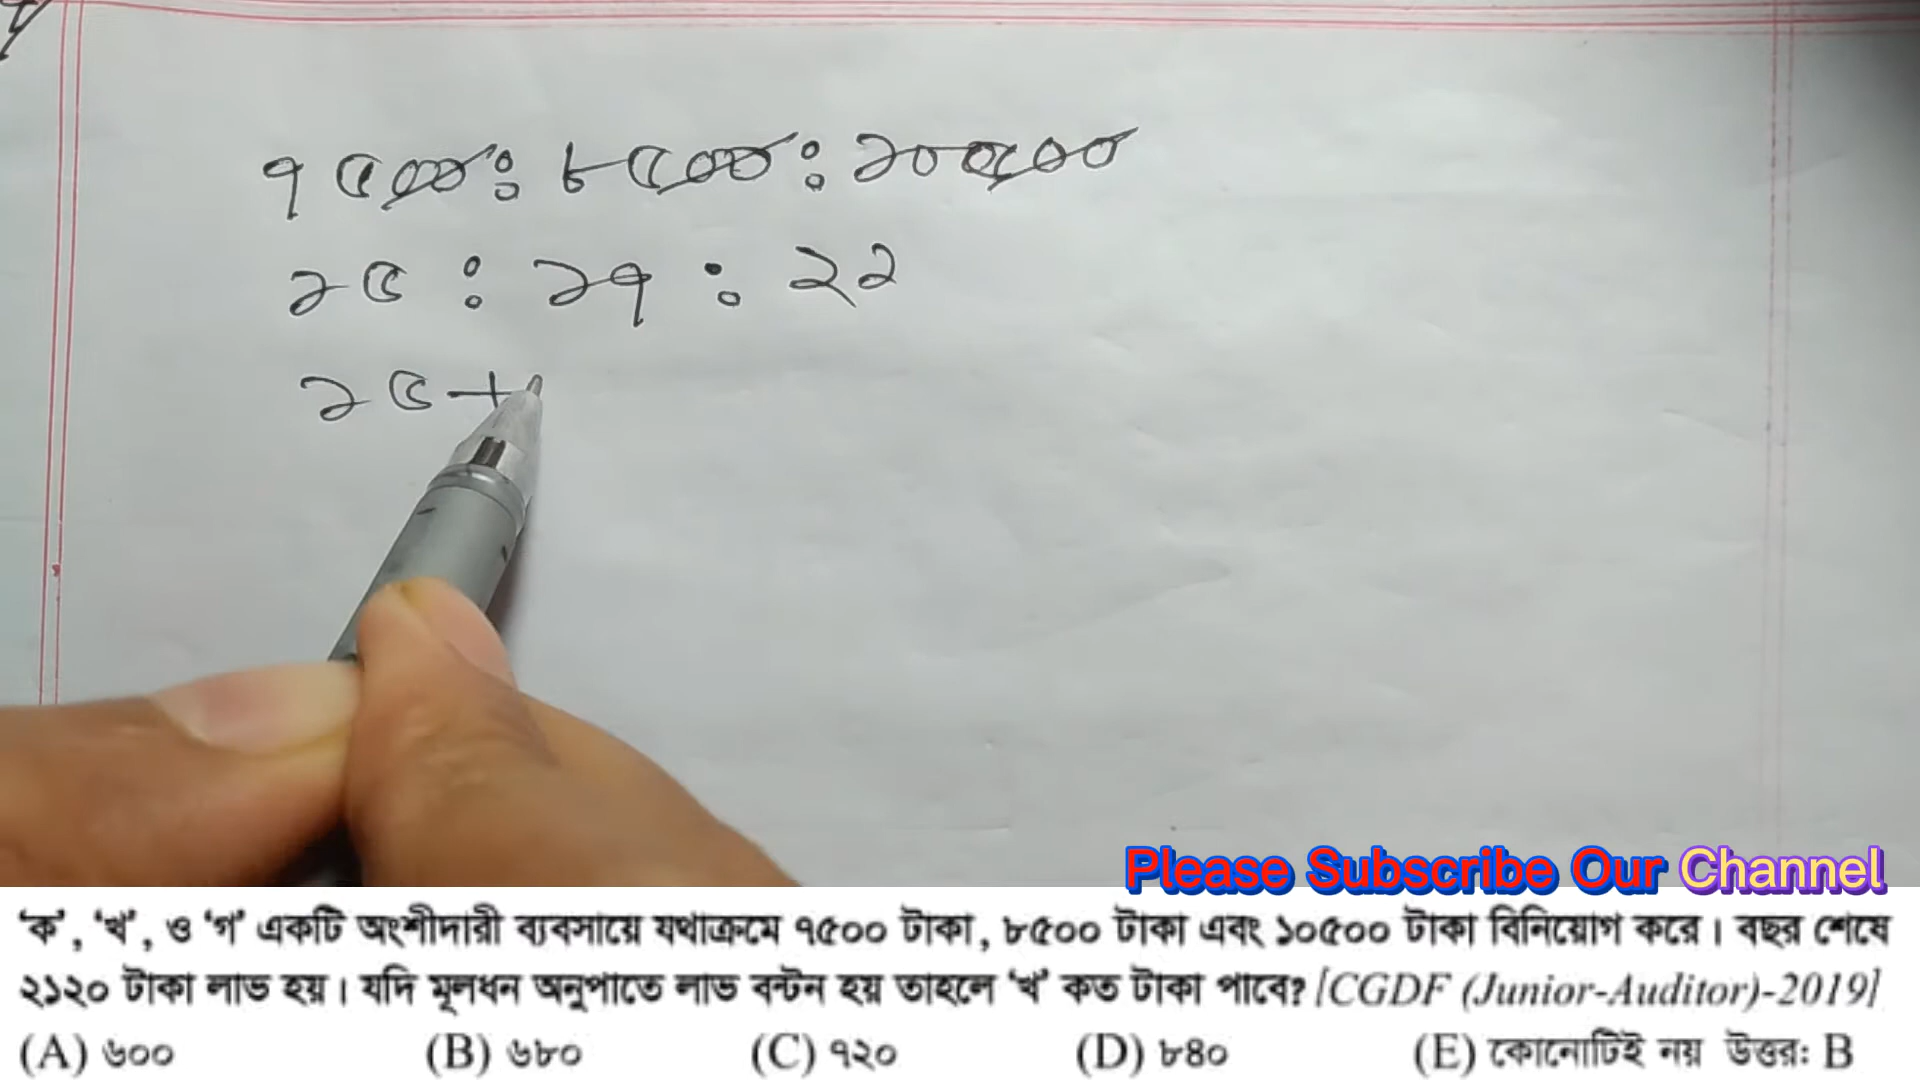 ৭৫০০ : ৮৫০০ : ১০৫০০
১৫ : ১৭ : ২১
১৫+
Please Subscribe Our Channel
‘ক’, ‘খ’, ও ‘গ’ একটি অংশীদারী ব্যবসায়ে যথাক্রমে ৭৫০০ টাকা, ৮৫০০ টাকা এবং ১০৫০০ টাকা বিনিয়োগ করে। বছর শেষে
২১২০ টাকা লাভ হয়। যদি মূলধন অনুপাতে লাভ বন্টন হয় তাহলে ‘খ’ কত টাকা পাবে? [CGDF (Junior-Auditor)-2019]
(A) ৬০০ (B) ৬৮০ (C) ৭২০ (D) ৮৪০ (E) কোনোটিই নয় উত্তরঃ B